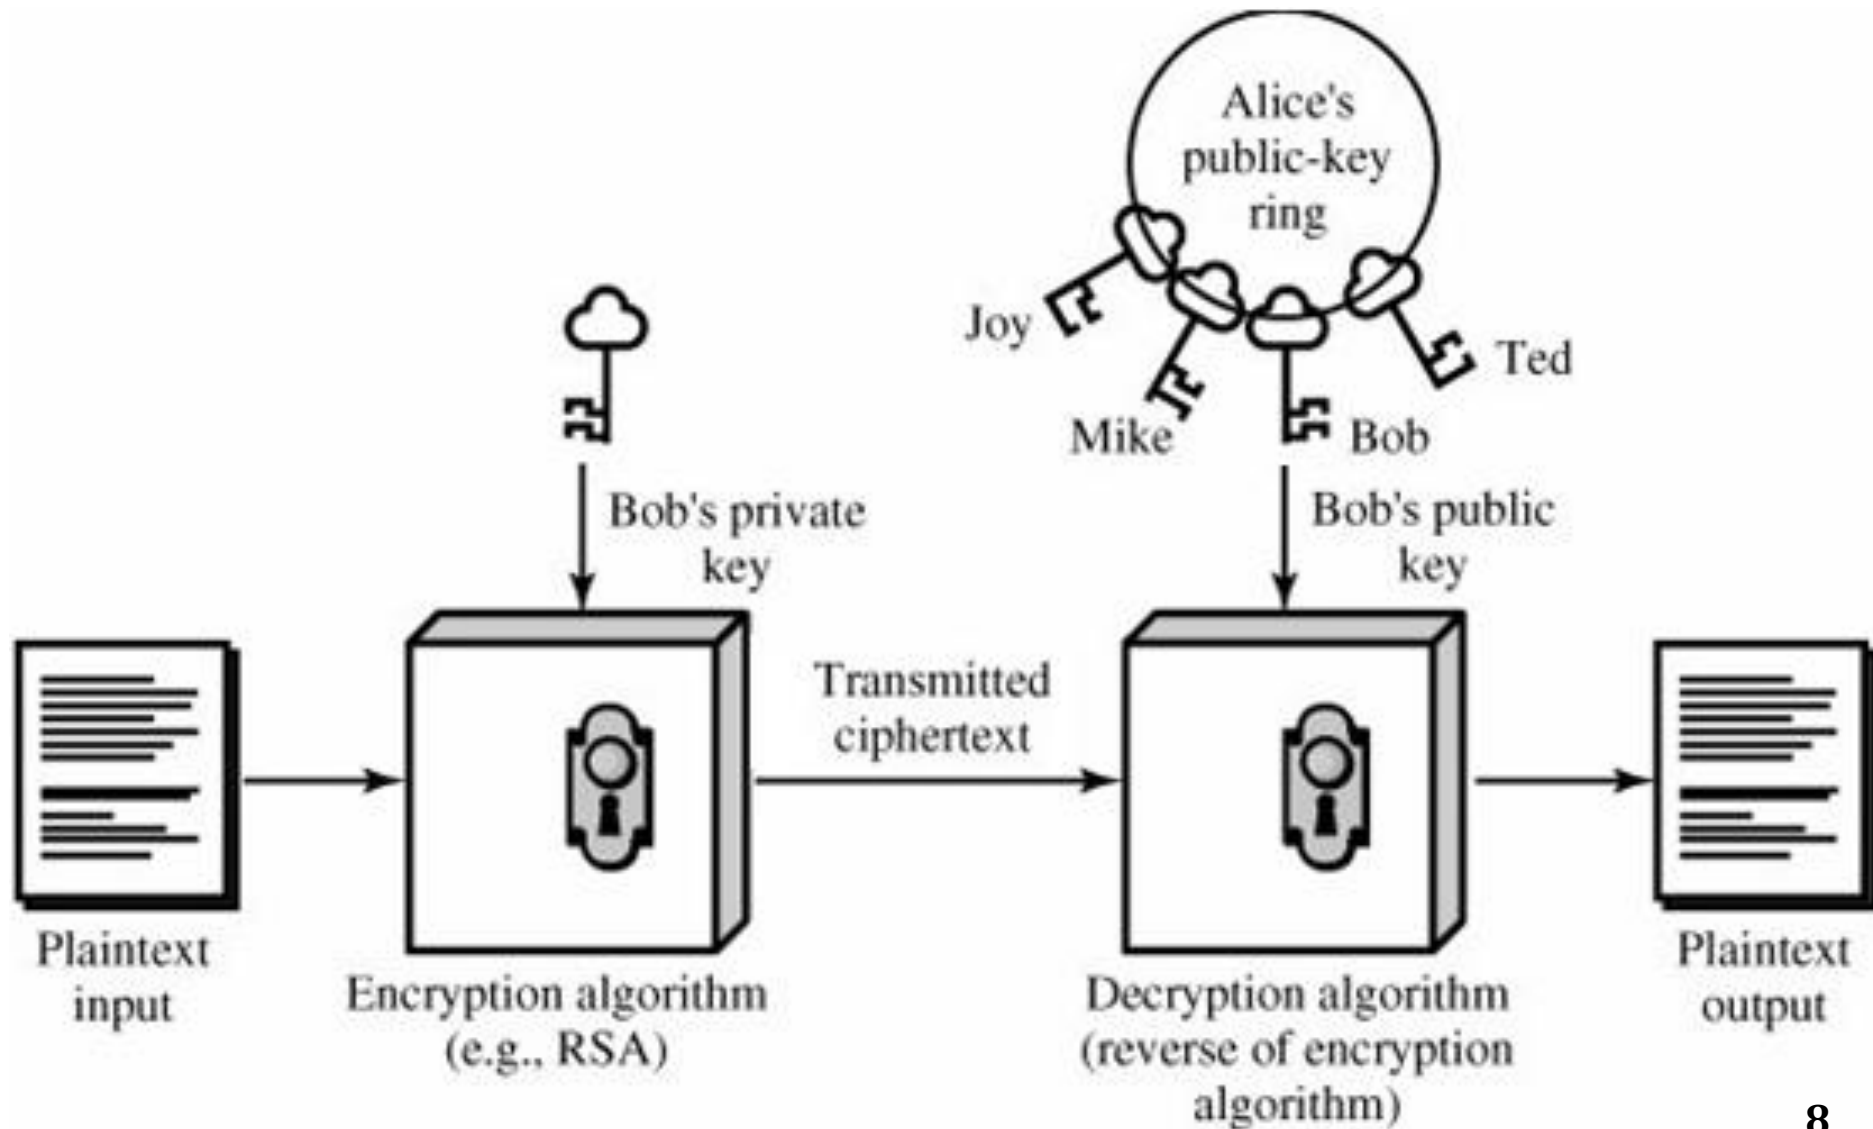 Alice's
public-key
ring
Joy
Ted
Mike
Bob
Bob's private
key
Bob's public
key
Transmitted
ciphertext
Plaintext
input
Encryption algorithm
(e.g., RSA)
Decryption algorithm
(reverse of encryption
algorithm)
Plaintext
output
8